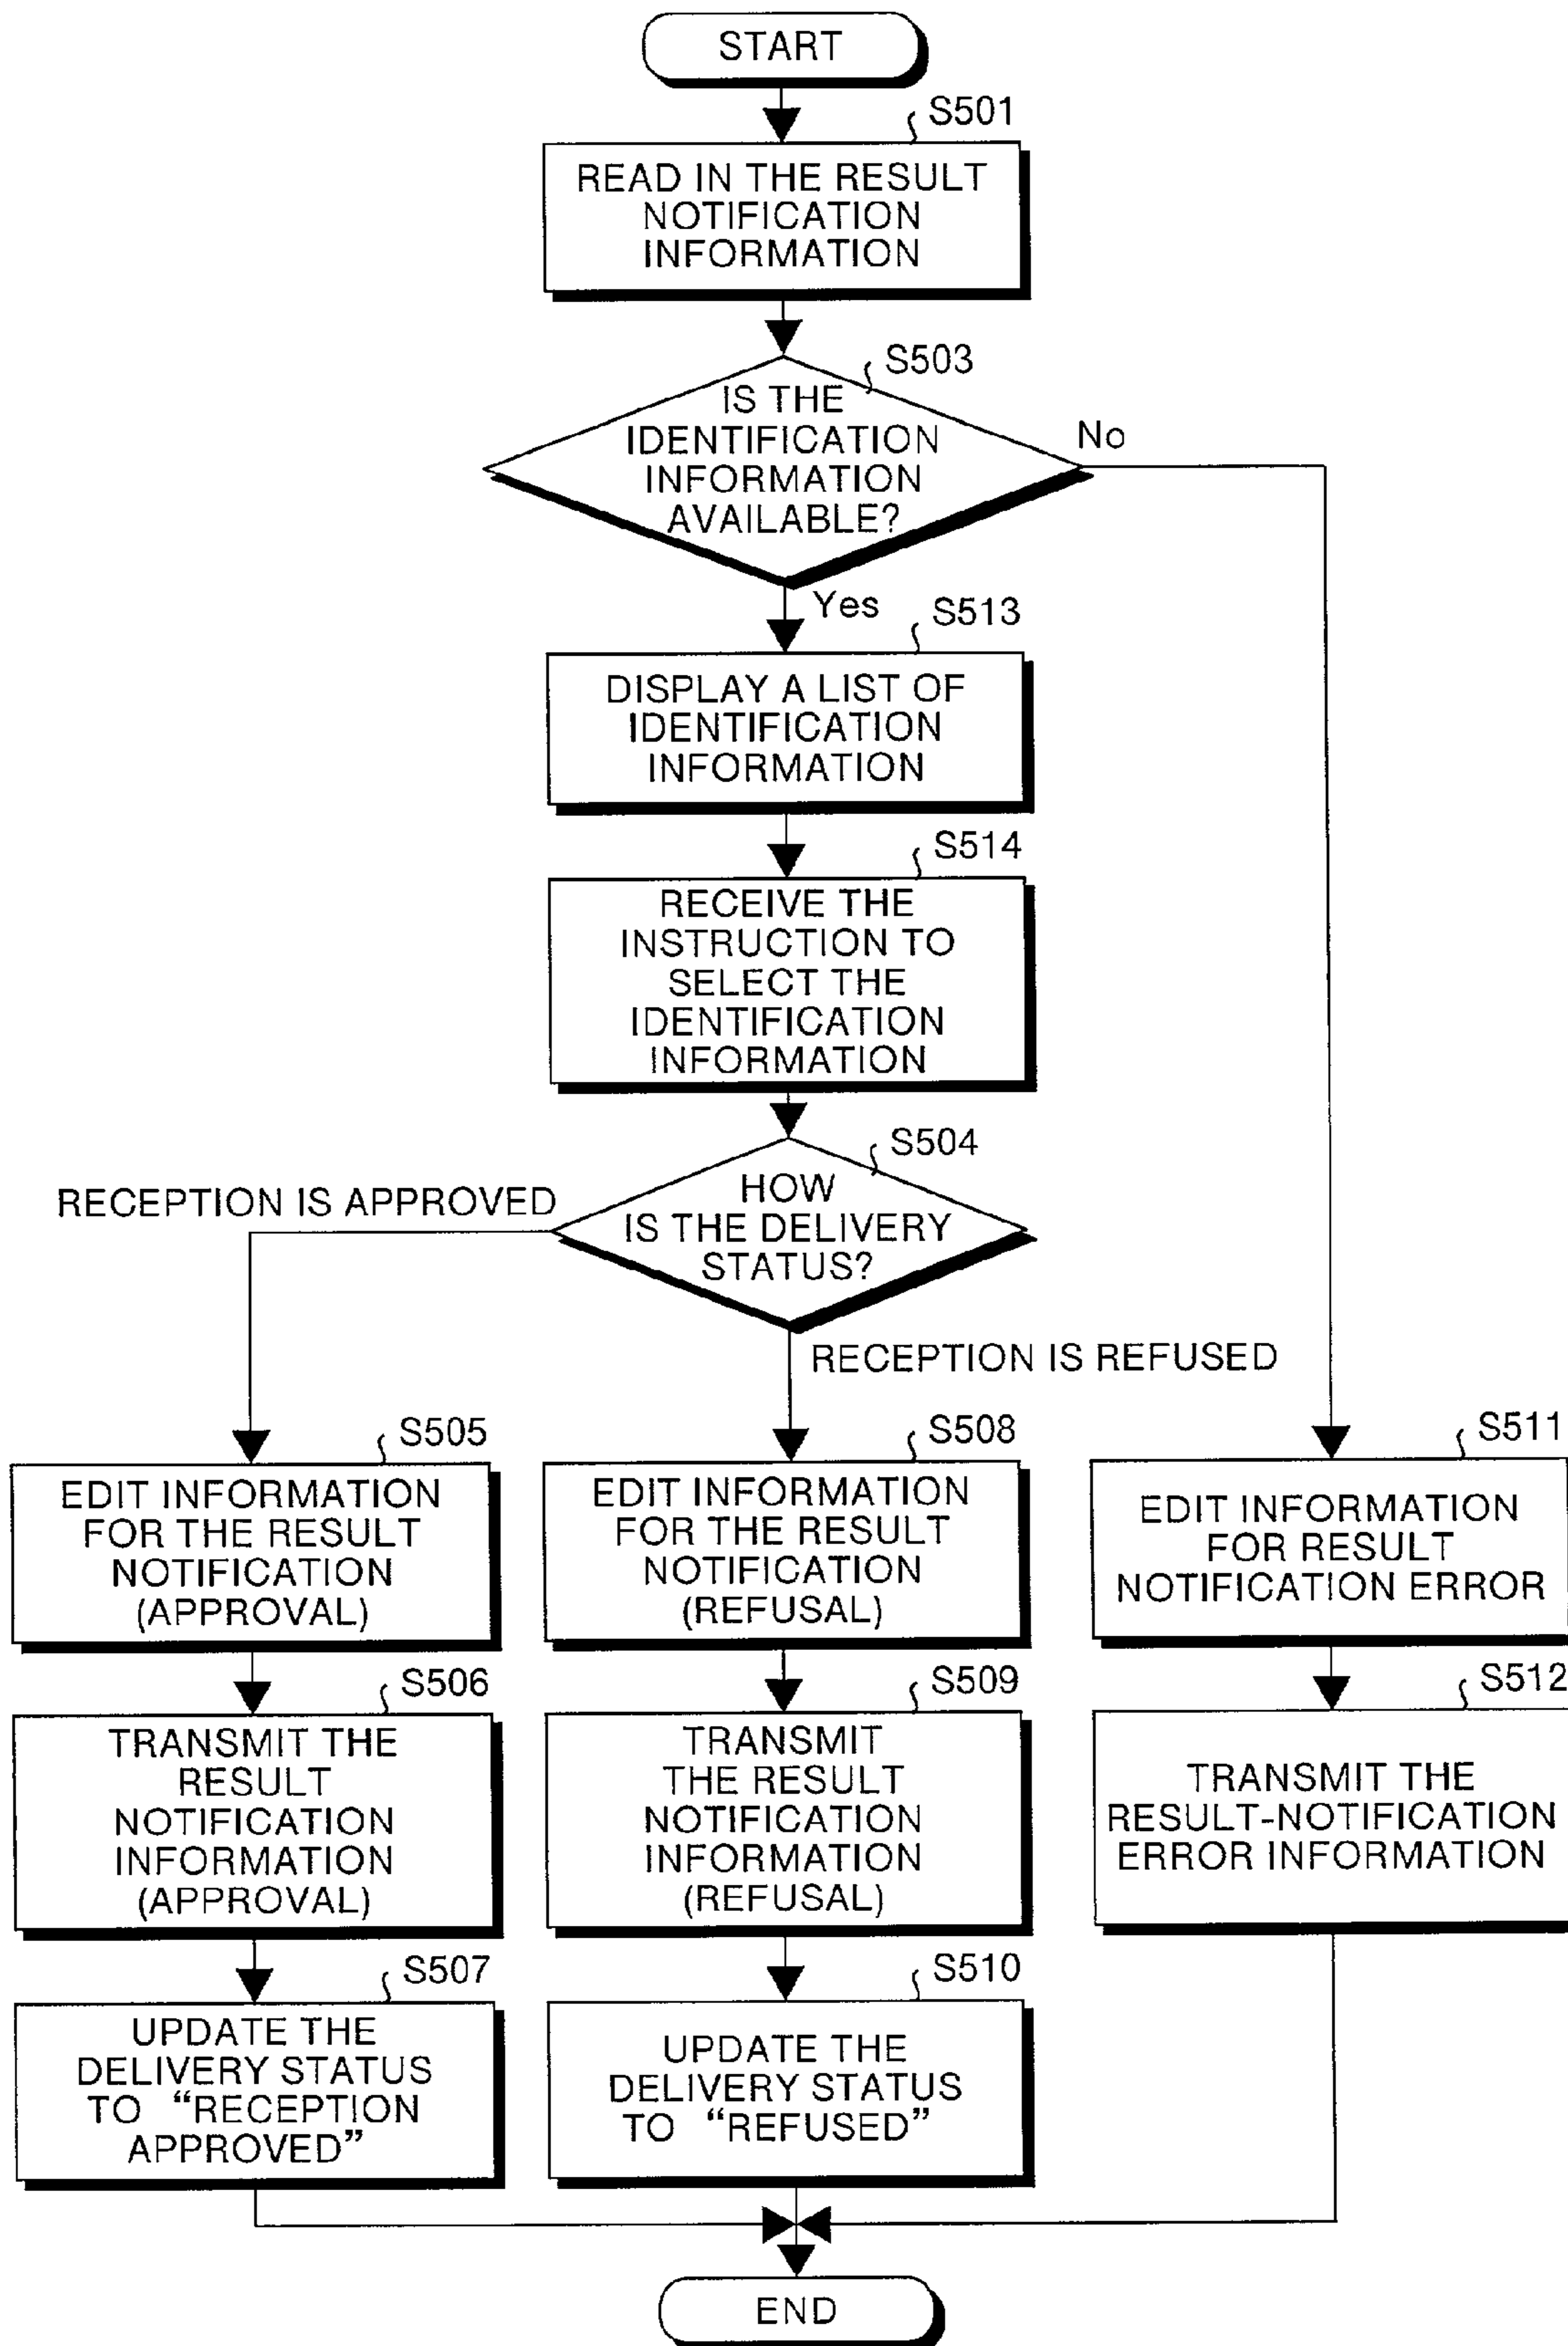 START
S501
READ IN THE RESULT
NOTIFICATION
INFORMATION
S503
IS THE
IDENTIFICATION
INFORMATION
AVAILABLE?
No
Yes
S513
DISPLAY A LIST OF
IDENTIFICATION
INFORMATION
S514
RECEIVE THE
INSTRUCTION TO
SELECT THE
IDENTIFICATION
INFORMATION
S504
HOW
IS THE DELIVERY
STATUS?
RECEPTION IS APPROVED
RECEPTION IS REFUSED
S505
EDIT INFORMATION
FOR THE RESULT
NOTIFICATION
(APPROVAL)
S508
EDIT INFORMATION
FOR THE RESULT
NOTIFICATION
(REFUSAL)
S511
EDIT INFORMATION
FOR RESULT
NOTIFICATION ERROR
S506
TRANSMIT THE
RESULT
NOTIFICATION
INFORMATION
(APPROVAL)
S509
TRANSMIT
THE RESULT
NOTIFICATION
INFORMATION
(REFUSAL)
S512
TRANSMIT THE
RESULT-NOTIFICATION
ERROR INFORMATION
S507
UPDATE THE
DELIVERY STATUS
TO “RECEPTION
APPROVED”
S510
UPDATE THE
DELIVERY STATUS
TO “REFUSED”
END